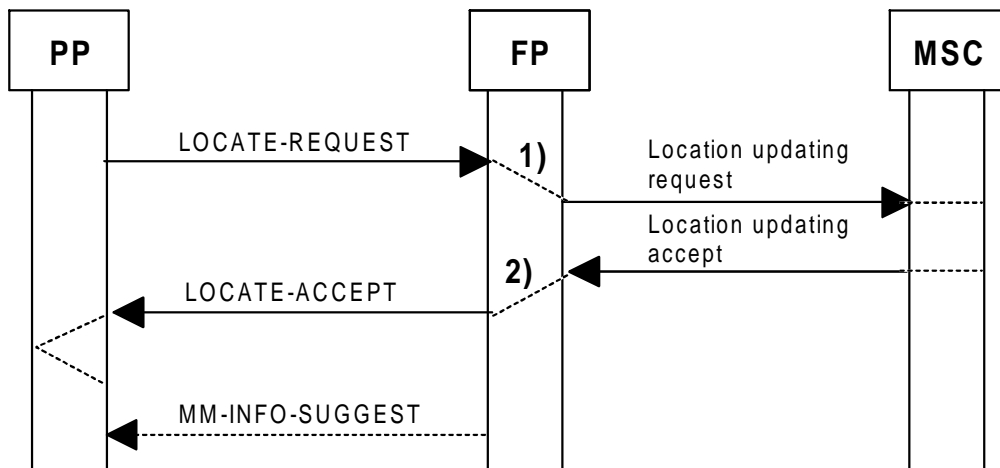 PP
FP
MSC
LOCATE-REQUEST
1)
Location updating
request
Location updating
accept
2)
LOCATE-ACCEPT
MM-INFO-SUGGEST